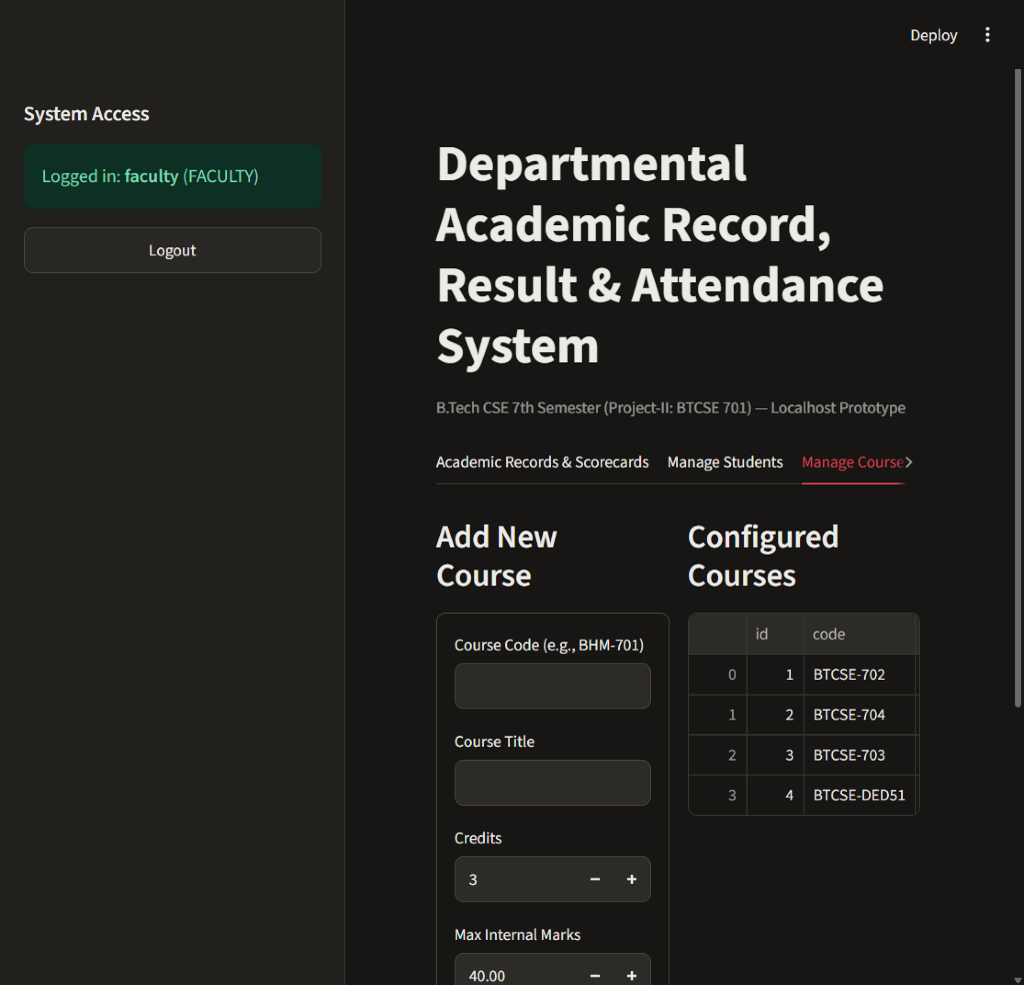 Deploy
System Access
Logged in: faculty (FACULTY)
Logout
Departmental
Academic Record,
Result & Attendance
System
B.Tech CSE 7th Semester (Project-II: BTCSE 701) — Localhost Prototype
Academic Records & Scorecards Manage Students Manage Course
Add New
Course
Configured
Courses
Course Code (e.g., BHM-701)
Course Title
Credits
3
Max Internal Marks
40.00
id code
0 1 BTCSE-702
1 2 BTCSE-704
2 3 BTCSE-703
3 4 BTCSE-DED51